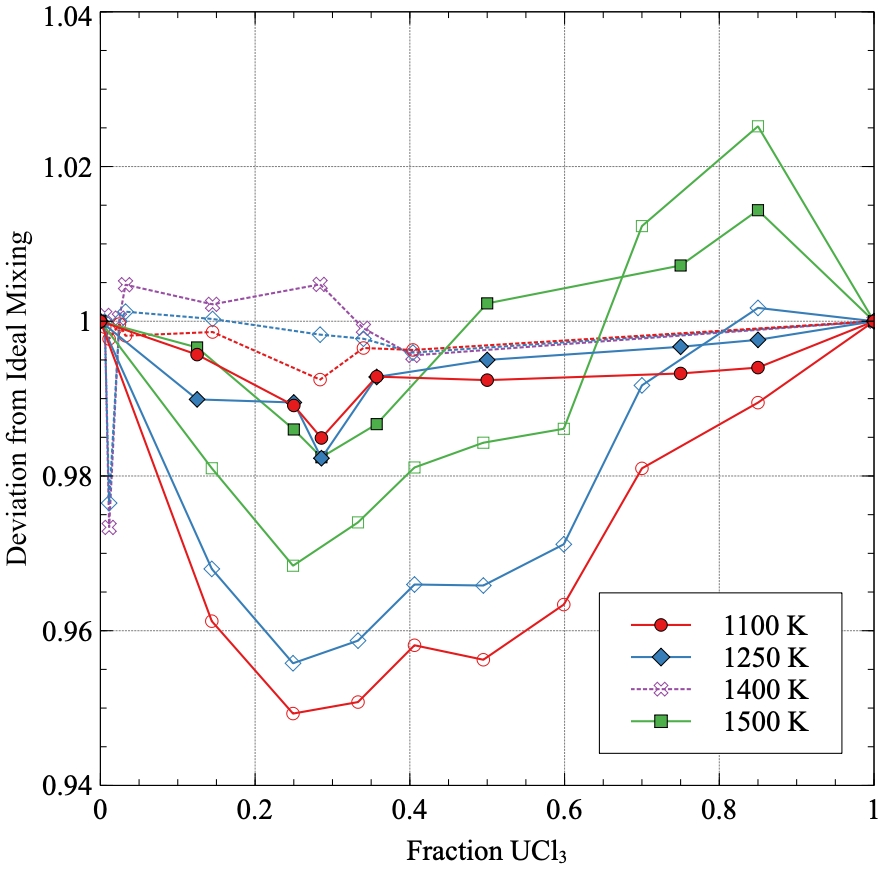 1.04
1.02
1
0.98
0.96
0.94
Deviation from Ideal Mixing
0 0.2 0.4 0.6 0.8 1
Fraction UCl₃
1100 K
1250 K
1400 K
1500 K